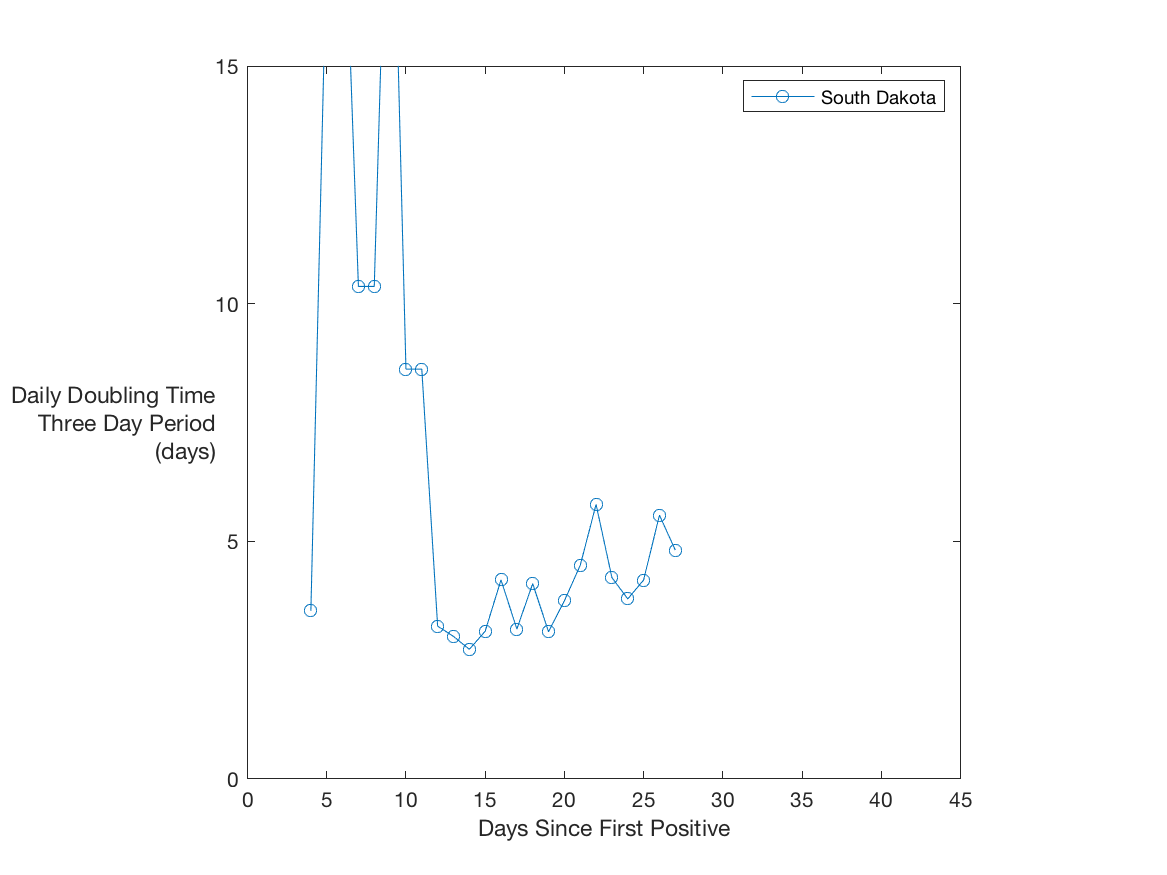 15
South Dakota
10
Daily Doubling Time
Three Day Period
(days)
5
0
0 5 10 15 20 25 30 35 40 45
Days Since First Positive